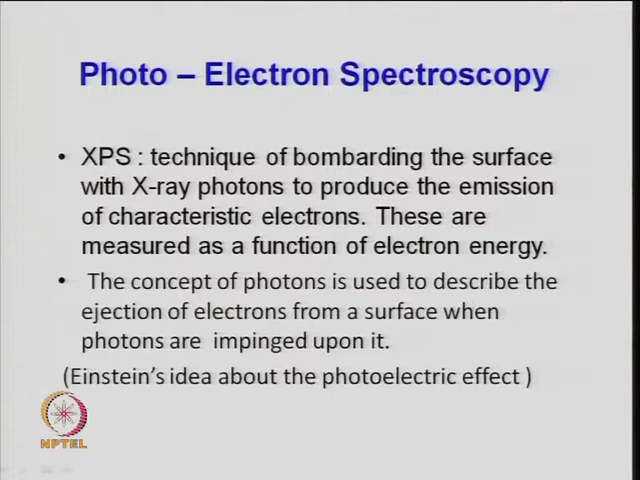 Photo – Electron Spectroscopy
• XPS : technique of bombarding the surface
with X-ray photons to produce the emission
of characteristic electrons. These are
measured as a function of electron energy.
• The concept of photons is used to describe the
ejection of electrons from a surface when
photons are impinged upon it.
(Einstein's idea about the photoelectric effect )
NPTEL